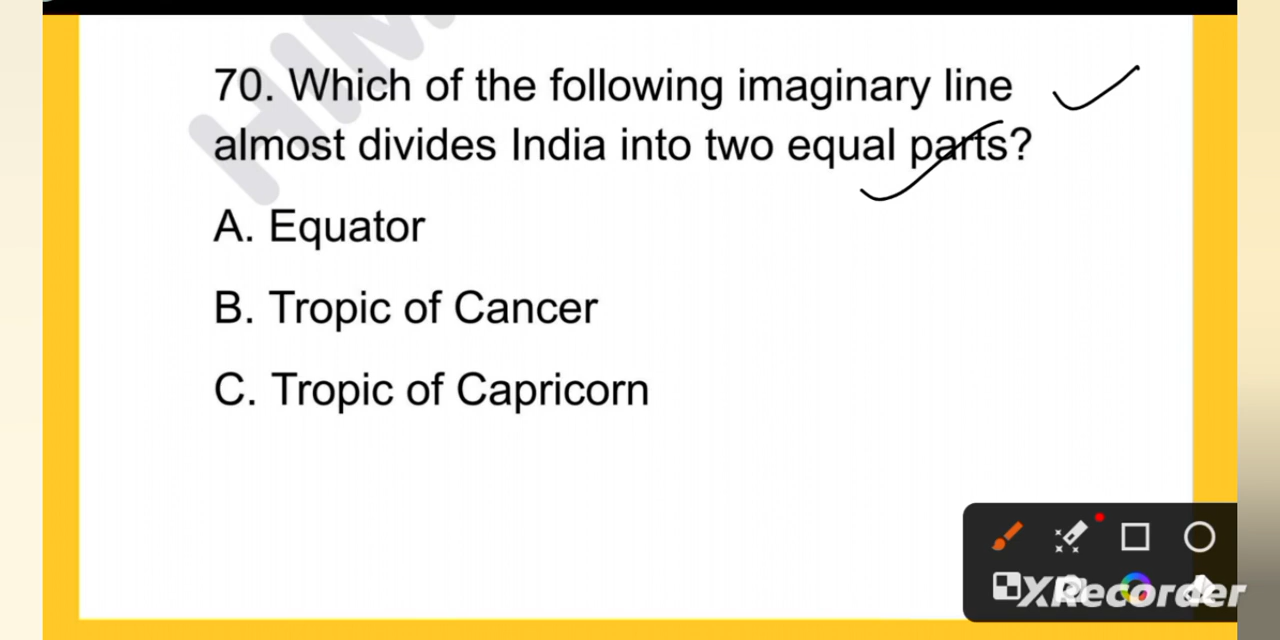 70. Which of the following imaginary line
almost divides India into two equal parts?
A. Equator
B. Tropic of Cancer
C. Tropic of Capricorn
XRecorder